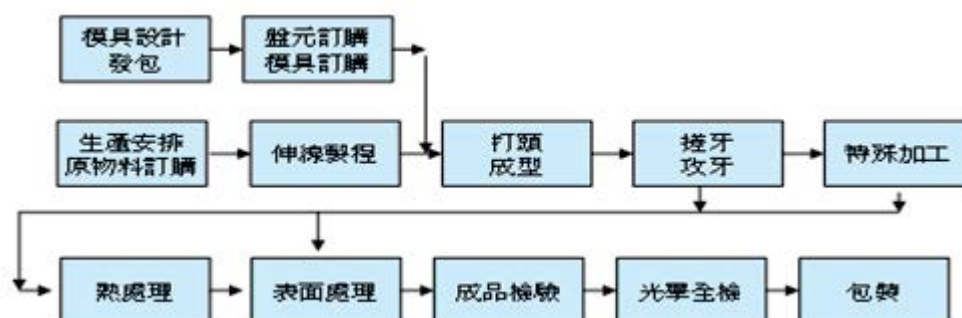 模具設計
發包
盤元訂購
模具訂購
生產安排
原物料訂購
伸線製程
打頭
成型
搓牙
攻牙
特殊加工
熱處理
表面處理
成品檢驗
光學全檢
包裝